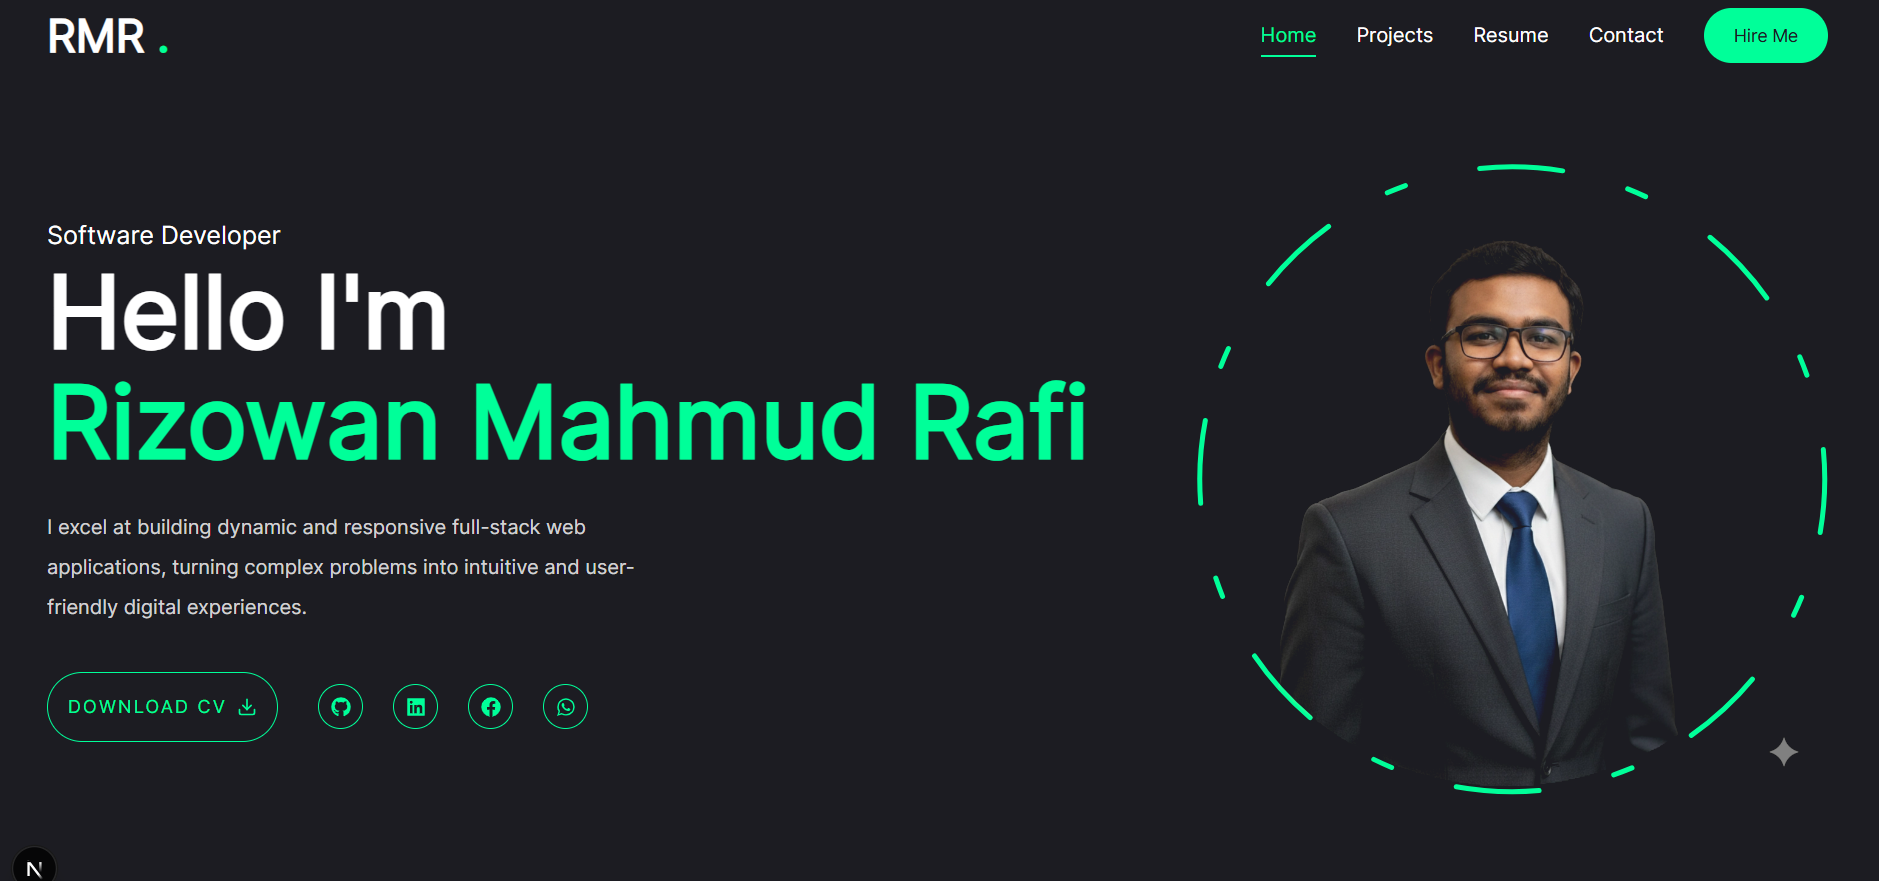 RMR .
Home Projects Resume Contact Hire Me
Software Developer
Hello I'm
Rizowan Mahmud Rafi
I excel at building dynamic and responsive full-stack web
applications, turning complex problems into intuitive and user-
friendly digital experiences.
DOWNLOAD CV
in
N